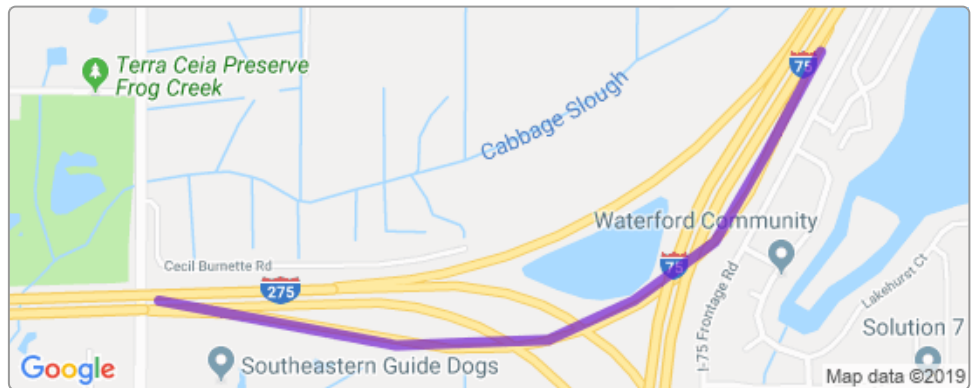 75
Terra Ceia Preserve
Frog Creek
Cabbage Slough
Waterford Community
Cecil Burnette Rd
75
275
I-75 Frontage Rd
Lakehurst Ct
Solution 7
Southeastern Guide Dogs
Google
Map data ©2019